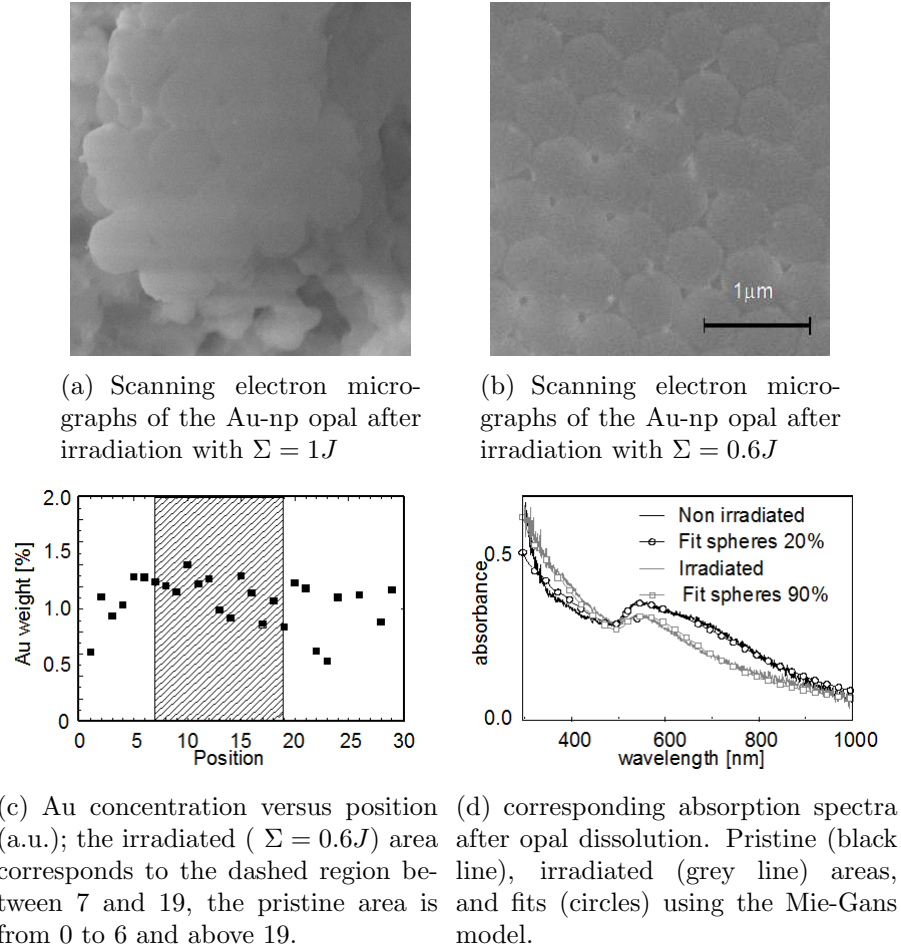 1μm
(a) Scanning electron micro-
graphs of the Au-np opal after
irradiation with Σ = 1J
(b) Scanning electron micro-
graphs of the Au-np opal after
irradiation with Σ = 0.6J
2.0
1.5
1.0
0.5
0
Au weight [%]
0 5 10 15 20 25 30
Position
Non irradiated
Fit spheres 20%
Irradiated
Fit spheres 90%
0.5
0.0
absorbance
400 600 800 1000
wavelength [nm]
(c) Au concentration versus position
(a.u.); the irradiated ( Σ = 0.6J) area
corresponds to the dashed region be-
tween 7 and 19, the pristine area is
from 0 to 6 and above 19.
(d) corresponding absorption spectra
after opal dissolution. Pristine (black
line), irradiated (grey line) areas,
and fits (circles) using the Mie-Gans
model.